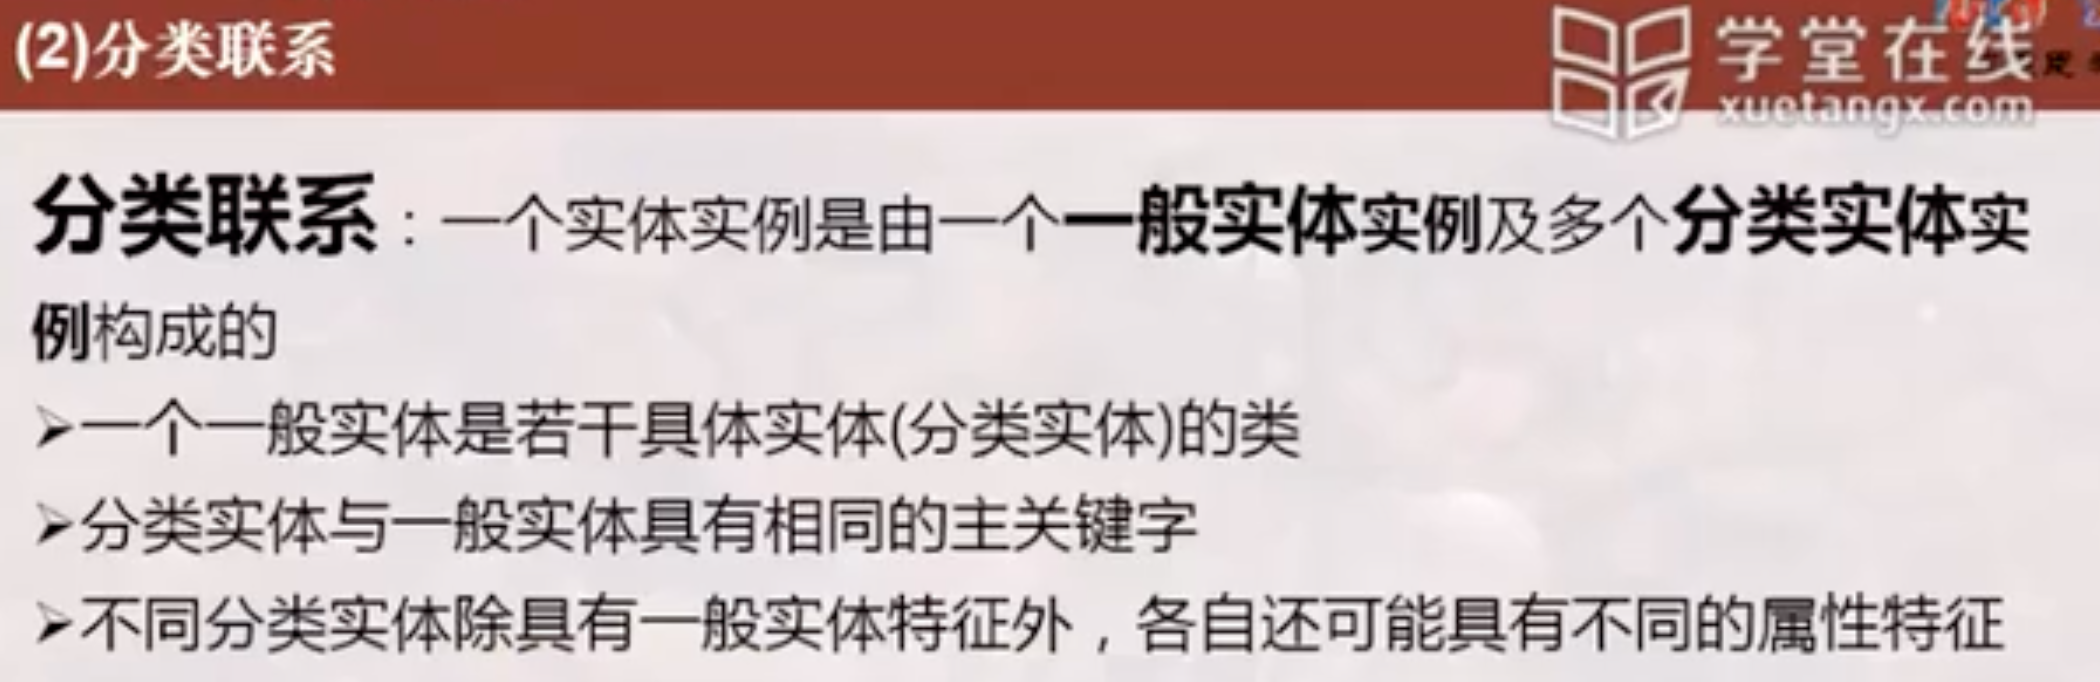 (2)分类联系
学堂在线
xuetangx.com
分类联系：一个实体实例是由一个一般实体实例及多个分类实体实
例构成的
➢一个一般实体是若干具体实体(分类实体)的类
➢分类实体与一般实体具有相同的主关键字
➢不同分类实体除具有一般实体特征外，各自还可能具有不同的属性特征